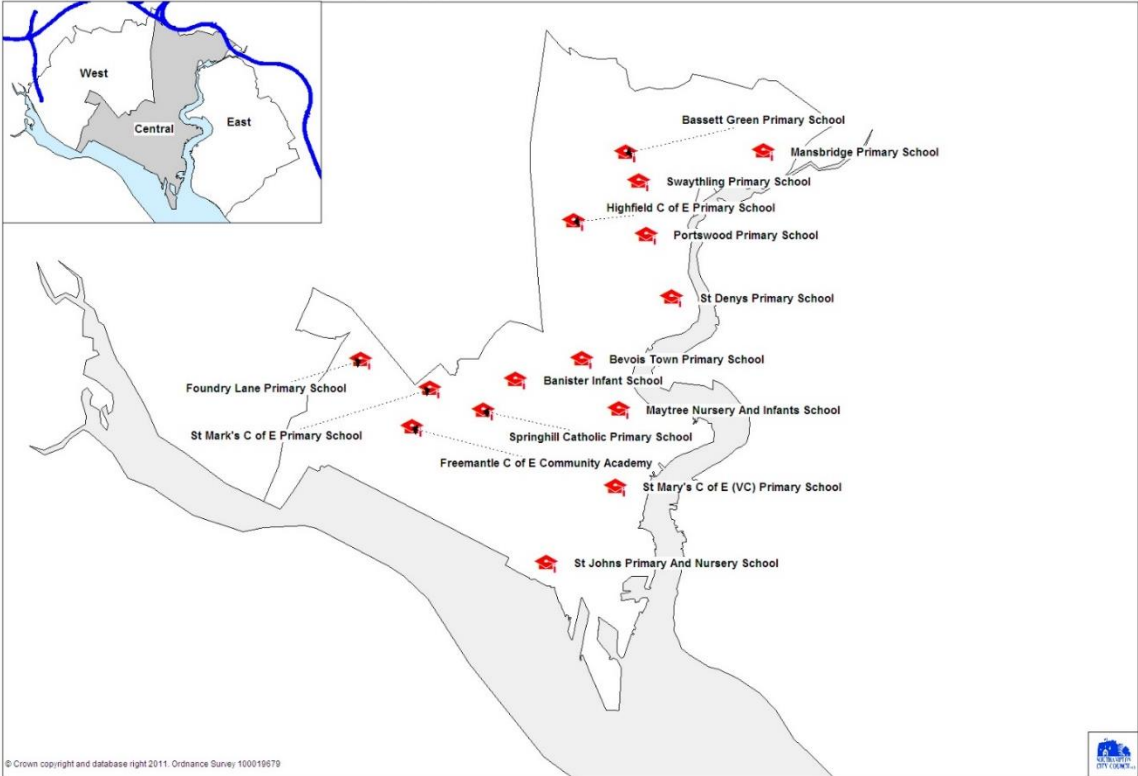 West
Central
East
Bassett Green Primary School
Mansbridge Primary School
Swaythling Primary School
Highfield C of E Primary School
Portswood Primary School
St Denys Primary School
Bevois Town Primary School
Foundry Lane Primary School
Banister Infant School
Maytree Nursery And Infants School
St Mark's C of E Primary School
Springhill Catholic Primary School
Freemantle C of E Community Academy
St Mary's C of E (VC) Primary School
St Johns Primary And Nursery School
© Crown copyright and database right 2011. Ordnance Survey 100019679
SOUTHAMPTON
CITY COUNCIL